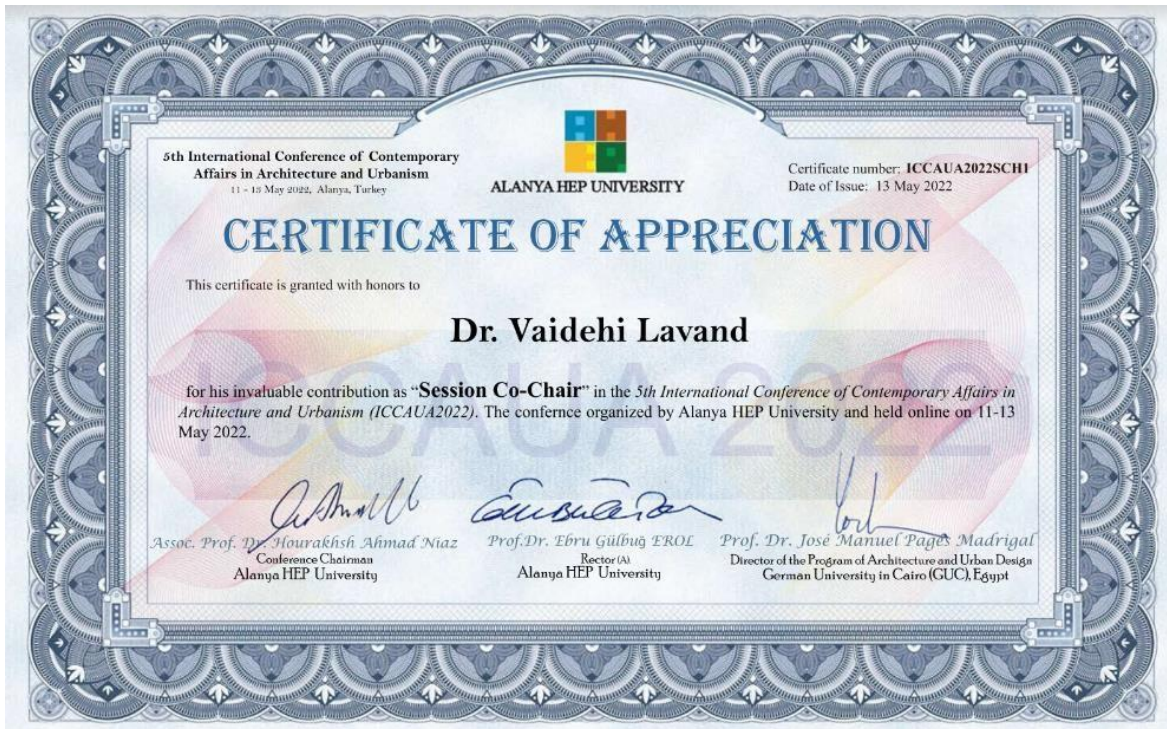 5th International Conference of Contemporary
Affairs in Architecture and Urbanism
11 - 13 May 2022, Alanya, Turkey
ALANYA HEP UNIVERSITY
Certificate number: ICCAUA2022SCH1
Date of Issue: 13 May 2022
CERTIFICATE OF APPRECIATION
This certificate is granted with honors to
Dr. Vaidehi Lavand
for his invaluable contribution as “Session Co-Chair” in the 5th International Conference of Contemporary Affairs in
Architecture and Urbanism (ICCAUA2022). The confernce organized by Alanya HEP University and held online on 11-13
May 2022.
ICCAUA 2022
Assoc. Prof. Dr. Hourakhsh Ahmad Niaz
Conference Chairman
Alanya HEP University
Prof.Dr. Ebru Gülbuğ EROL
Rector (A)
Alanya HEP University
Prof. Dr. José Manuel Pagés Madrigal
Director of the Program of Architecture and Urban Design
German University in Cairo (GUC), Egypt